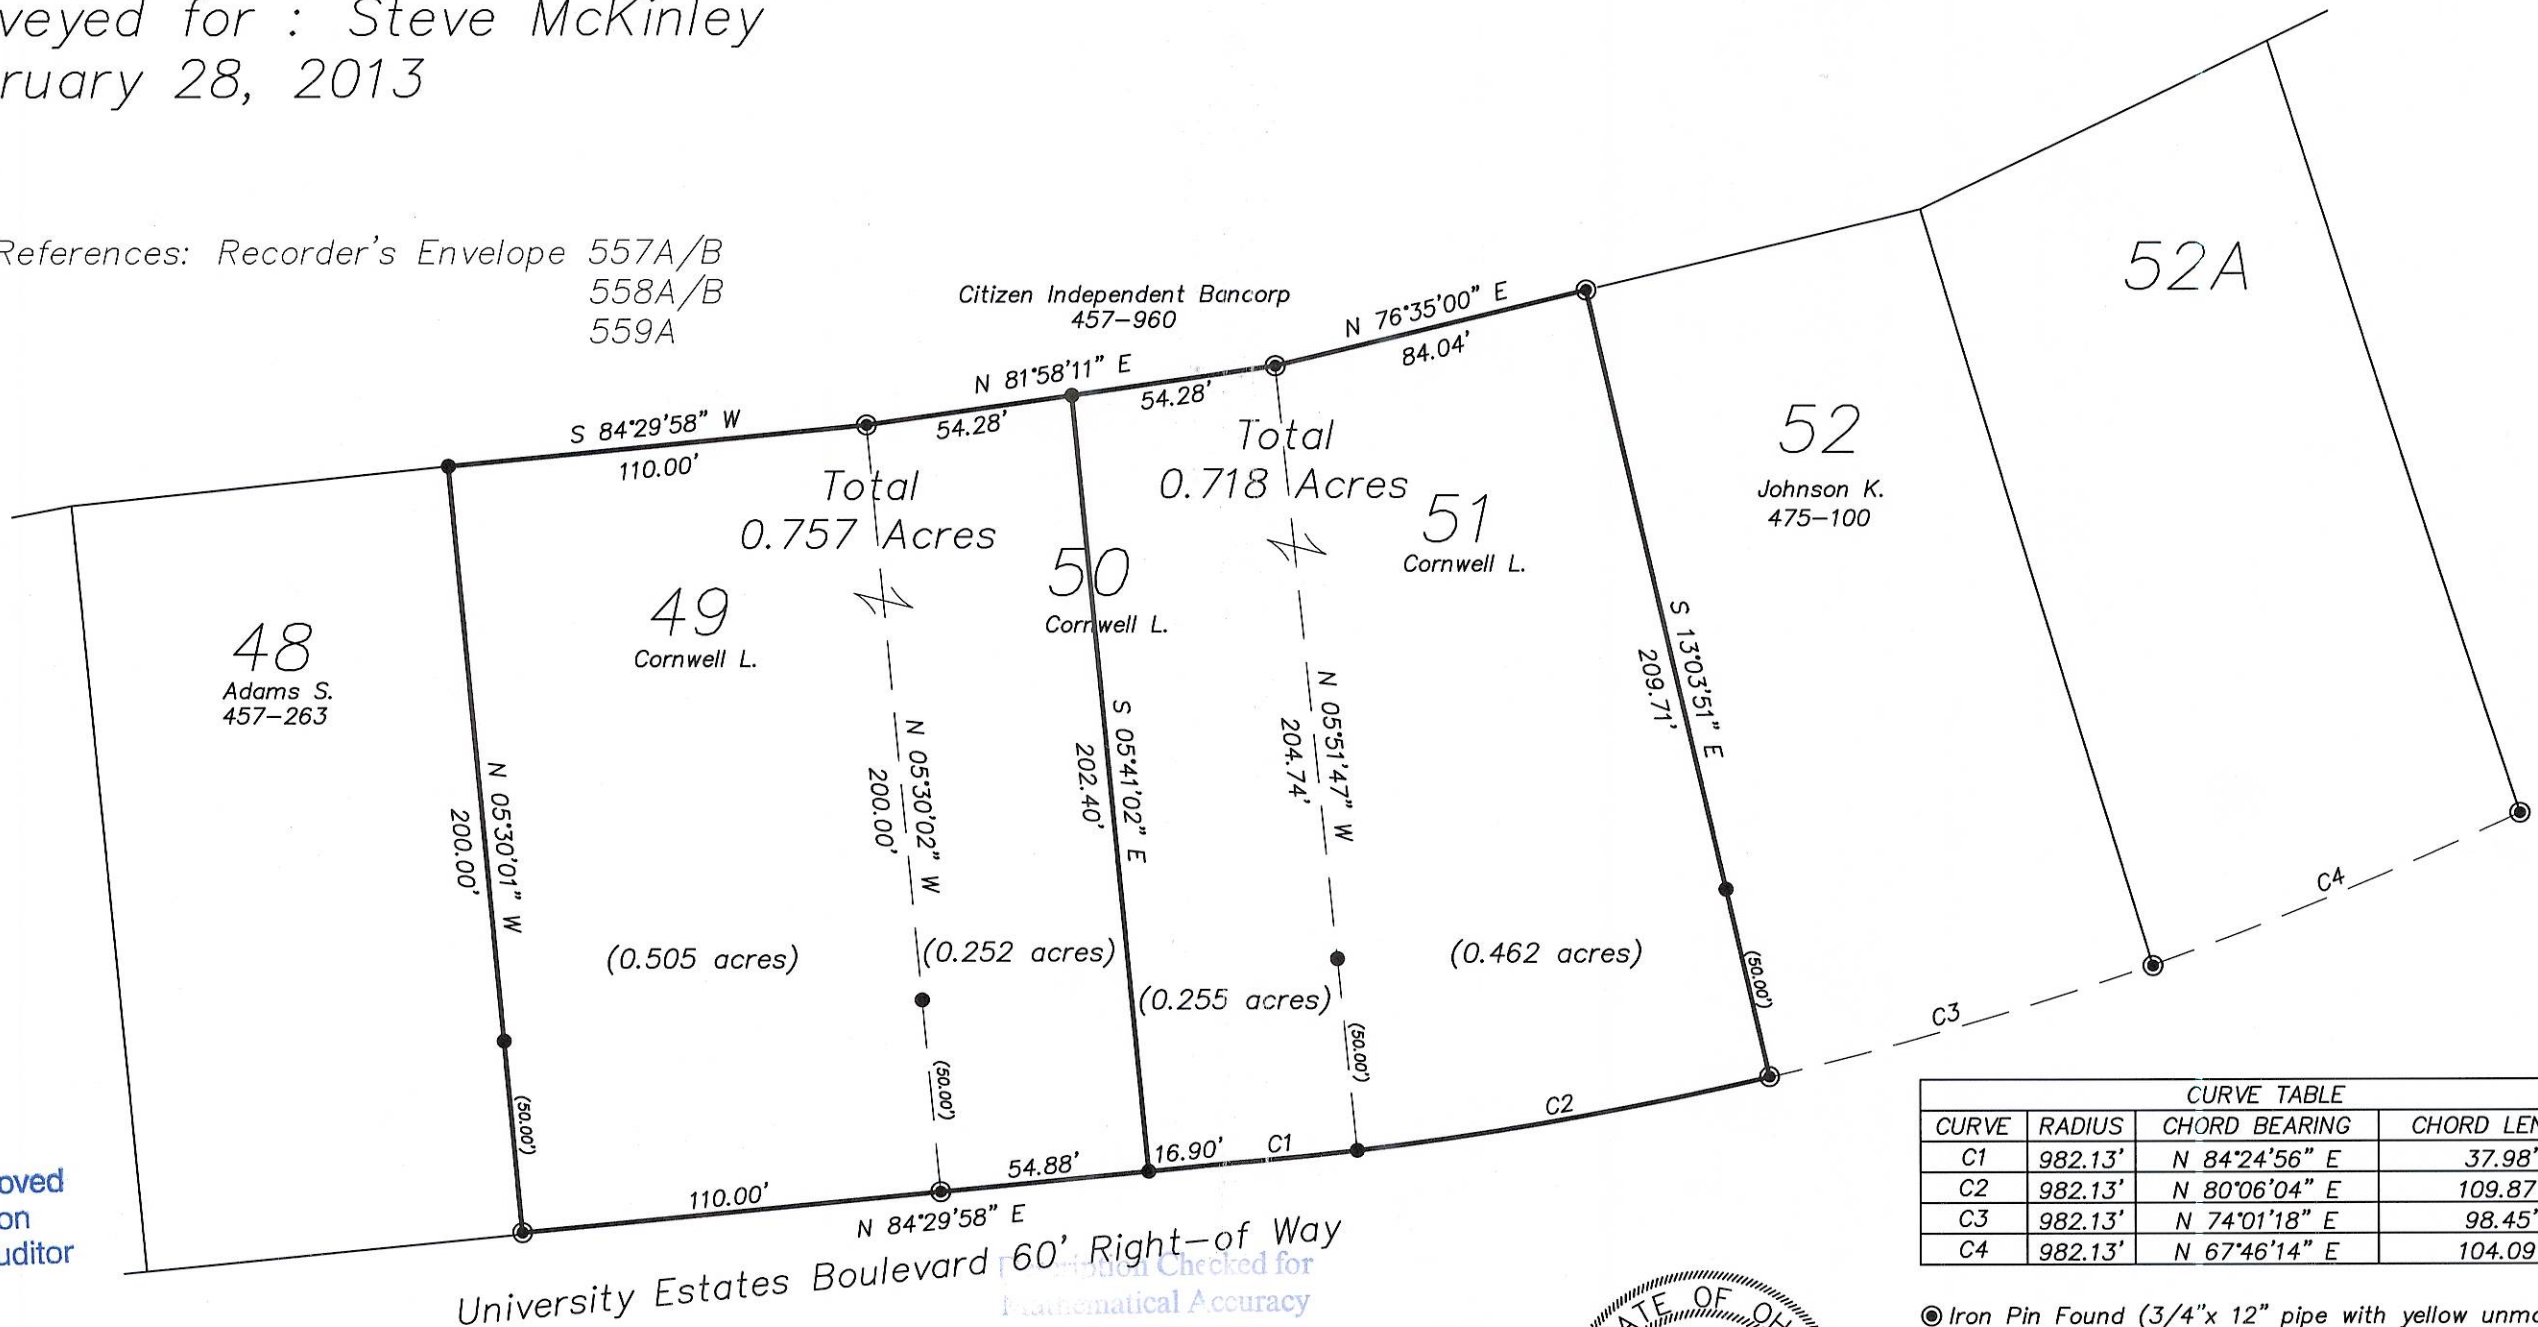 veyed for : Steve McKinley
ruary 28, 2013
References: Recorder's Envelope 557A/B
558A/B
559A
Citizen Independent Bancorp
457-960
S 84°29'58" W
110.00'
N 81°58'11" E
54.28'
54.28'
N 76°35'00" E
84.04'
52A
52
Johnson K.
475-100
Total
0.757 Acres
Total
0.718 Acres
51
Cornwell L.
50
Cornwell L.
49
Cornwell L.
48
Adams S.
457-263
N 05°30'01" W
200.00'
N 05°30'02" W
200.00'
S 05°41'02" E
202.40'
N 05°51'47" W
204.74'
S 13°03'51" E
209.71'
(0.505 acres)
(0.252 acres)
(0.255 acres)
(0.462 acres)
(50.00')
(50.00')
(50.00')
(50.00')
C4
C3
C2
C1
16.90'
54.88'
110.00'
N 84°29'58" E
University Estates Boulevard 60' Right-of Way
oved
on
uditor
Checked for
Mathematical Accuracy
CURVE TABLE
CURVE RADIUS CHORD BEARING CHORD LEN
C1 982.13' N 84°24'56" E 37.98'
C2 982.13' N 80°06'04" E 109.87
C3 982.13' N 74°01'18" E 98.45'
C4 982.13' N 67°46'14" E 104.09
ATE OF OH
Iron Pin Found (3/4"x 12" pipe with yellow unma